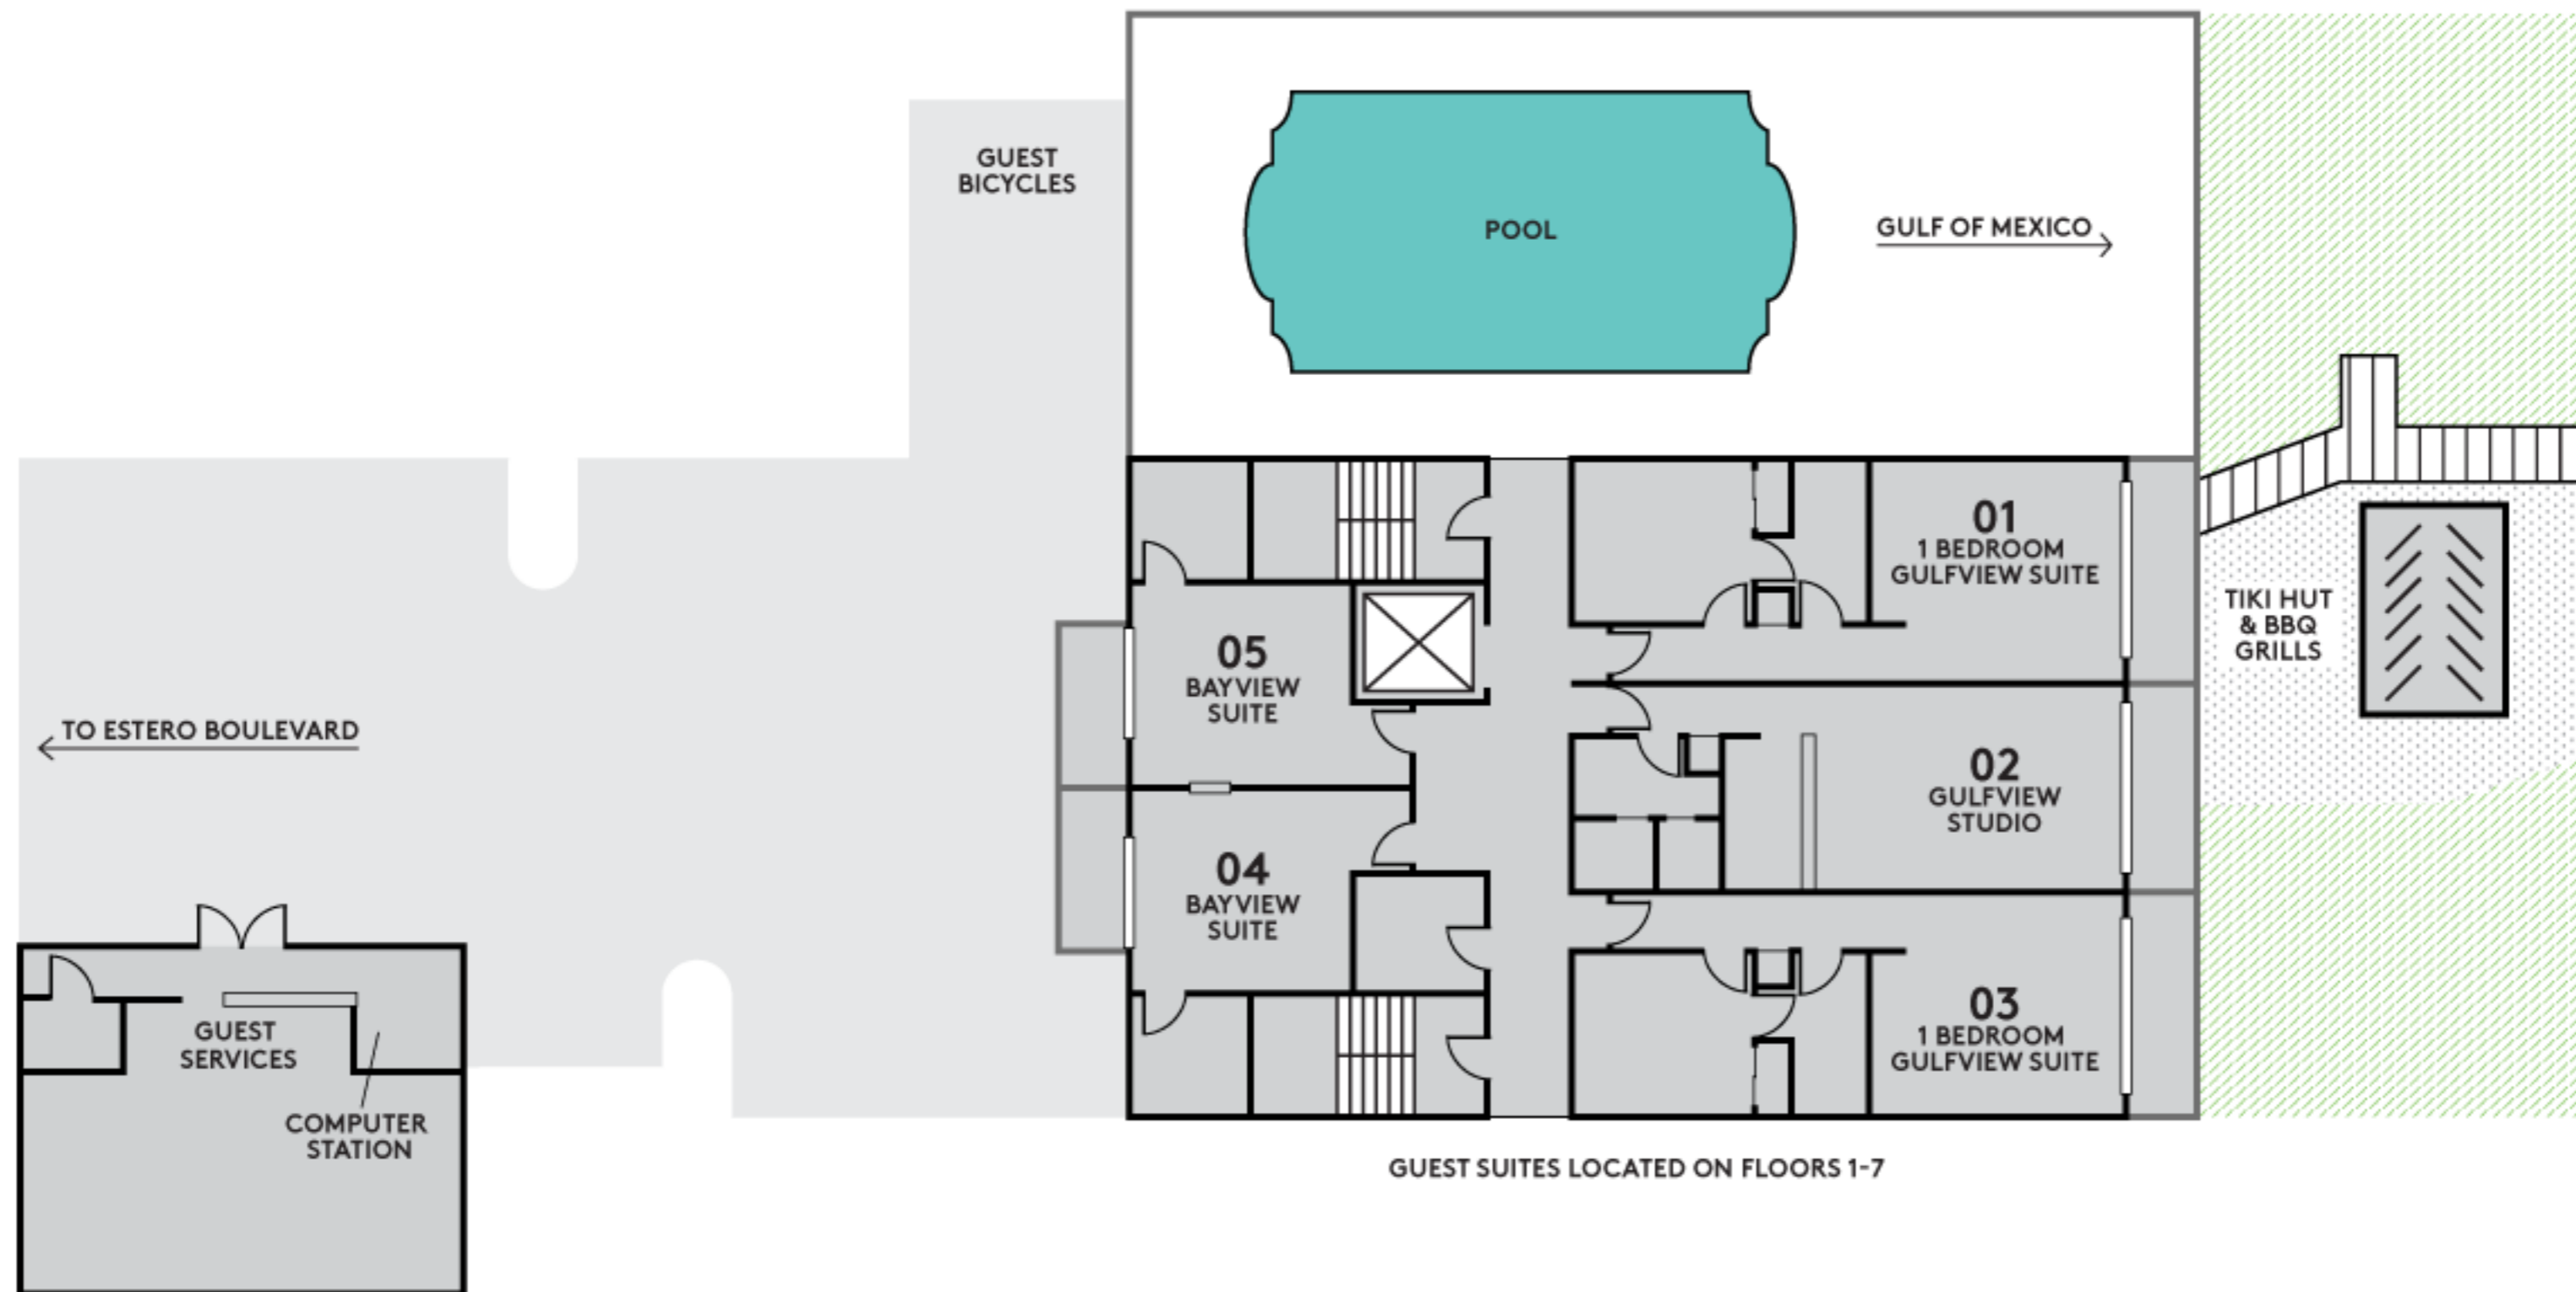 GUEST
BICYCLES
POOL
GULF OF MEXICO
01
1 BEDROOM
GULFVIEW SUITE
TIKI HUT
& BBQ
GRILLS
05
BAYVIEW
SUITE
TO ESTERO BOULEVARD
02
GULFVIEW
STUDIO
04
BAYVIEW
SUITE
03
1 BEDROOM
GULFVIEW SUITE
GUEST
SERVICES
COMPUTER
STATION
GUEST SUITES LOCATED ON FLOORS 1-7